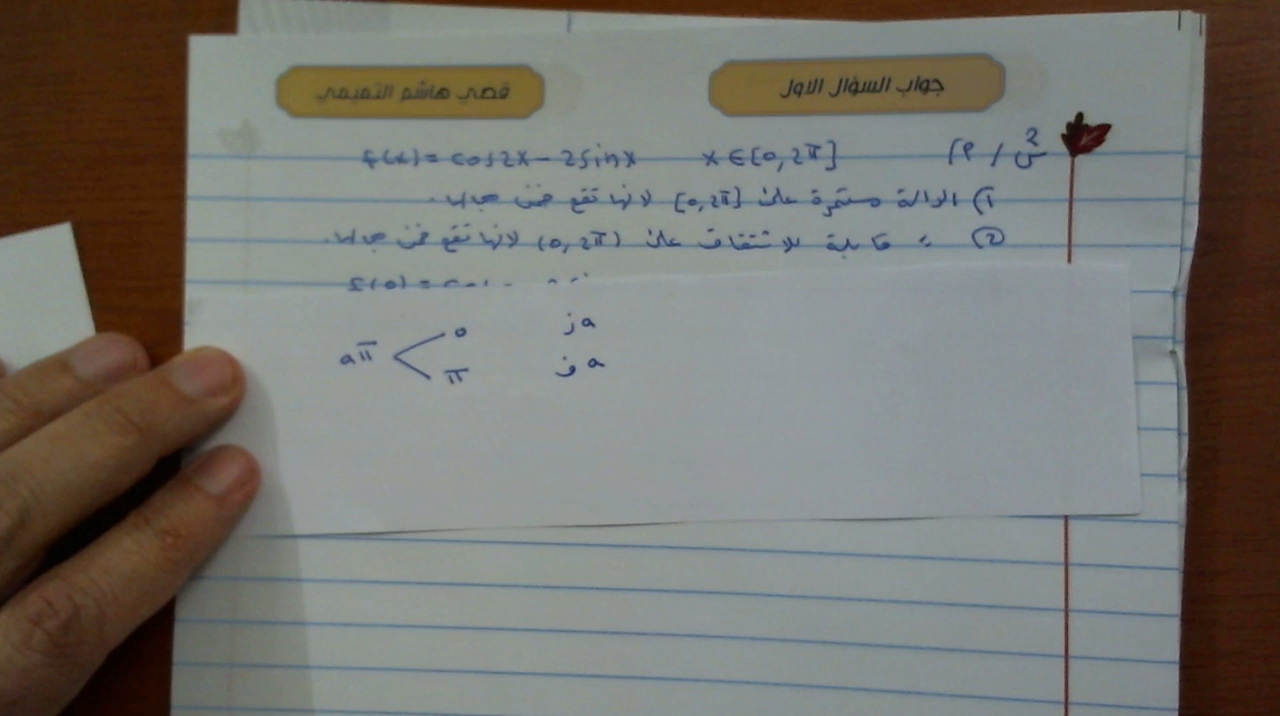 جواب السؤال الاول
قصي هاشم التميمي
س2 / P) f(x) = cos2x - 2sinx x ∈ [0, 2π]
1) الدالة مستمرة على [0, 2π] لانها تقع ضمن مجالها.
2) = قابلة للاشتقاق على (0, 2π) لانها تقع ضمن مجالها.
f(0) =
aπ < 0 a ز
π a ف